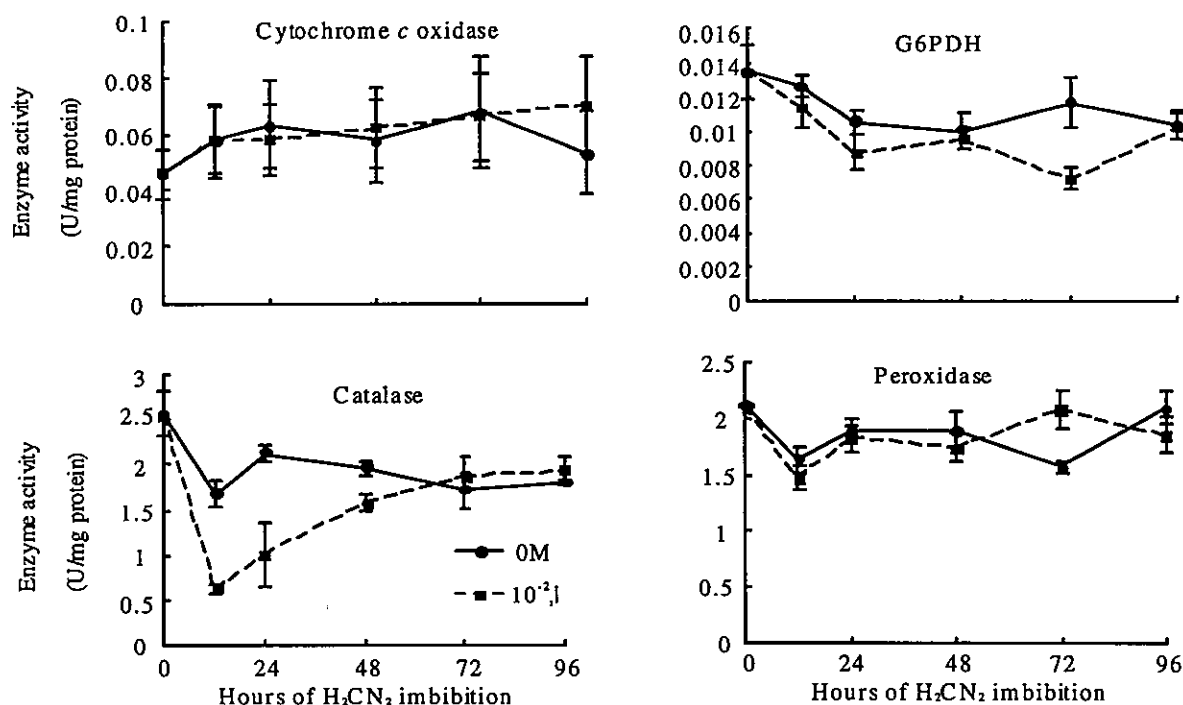 Cytochrome c oxidase
Enzyme activity
(U/mg protein)
0.1
0.08
0.06
0.04
0.02
0
G6PDH
0.016
0.014
0.012
0.01
0.008
0.006
0.004
0.002
0
Catalase
Enzyme activity
(U/mg protein)
3
2.5
2
1.5
1
0.5
0
0M
10⁻²,¡
0 24 48 72 96
Hours of H₂CN₂ imbibition
Peroxidase
2.5
2
1.5
1
0.5
0
0 24 48 72 96
Hours of H₂CN₂ imbibition